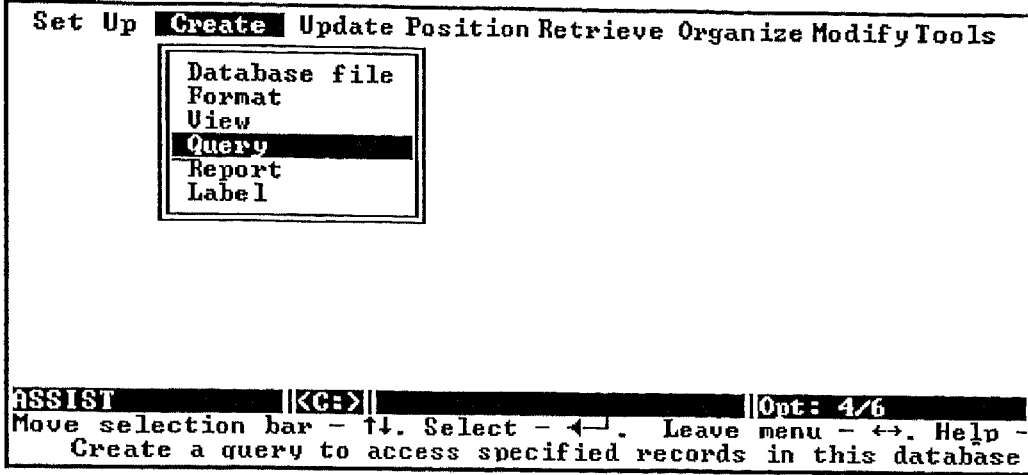 Set Up Create Update Position Retrieve Organize Modify Tools
Database file
Format
View
Query
Report
Label
ASSIST ||<C:>|| ||Opt: 4/6
Move selection bar - ↑↓. Select - ←┘. Leave menu - ↔. Help -
Create a query to access specified records in this database